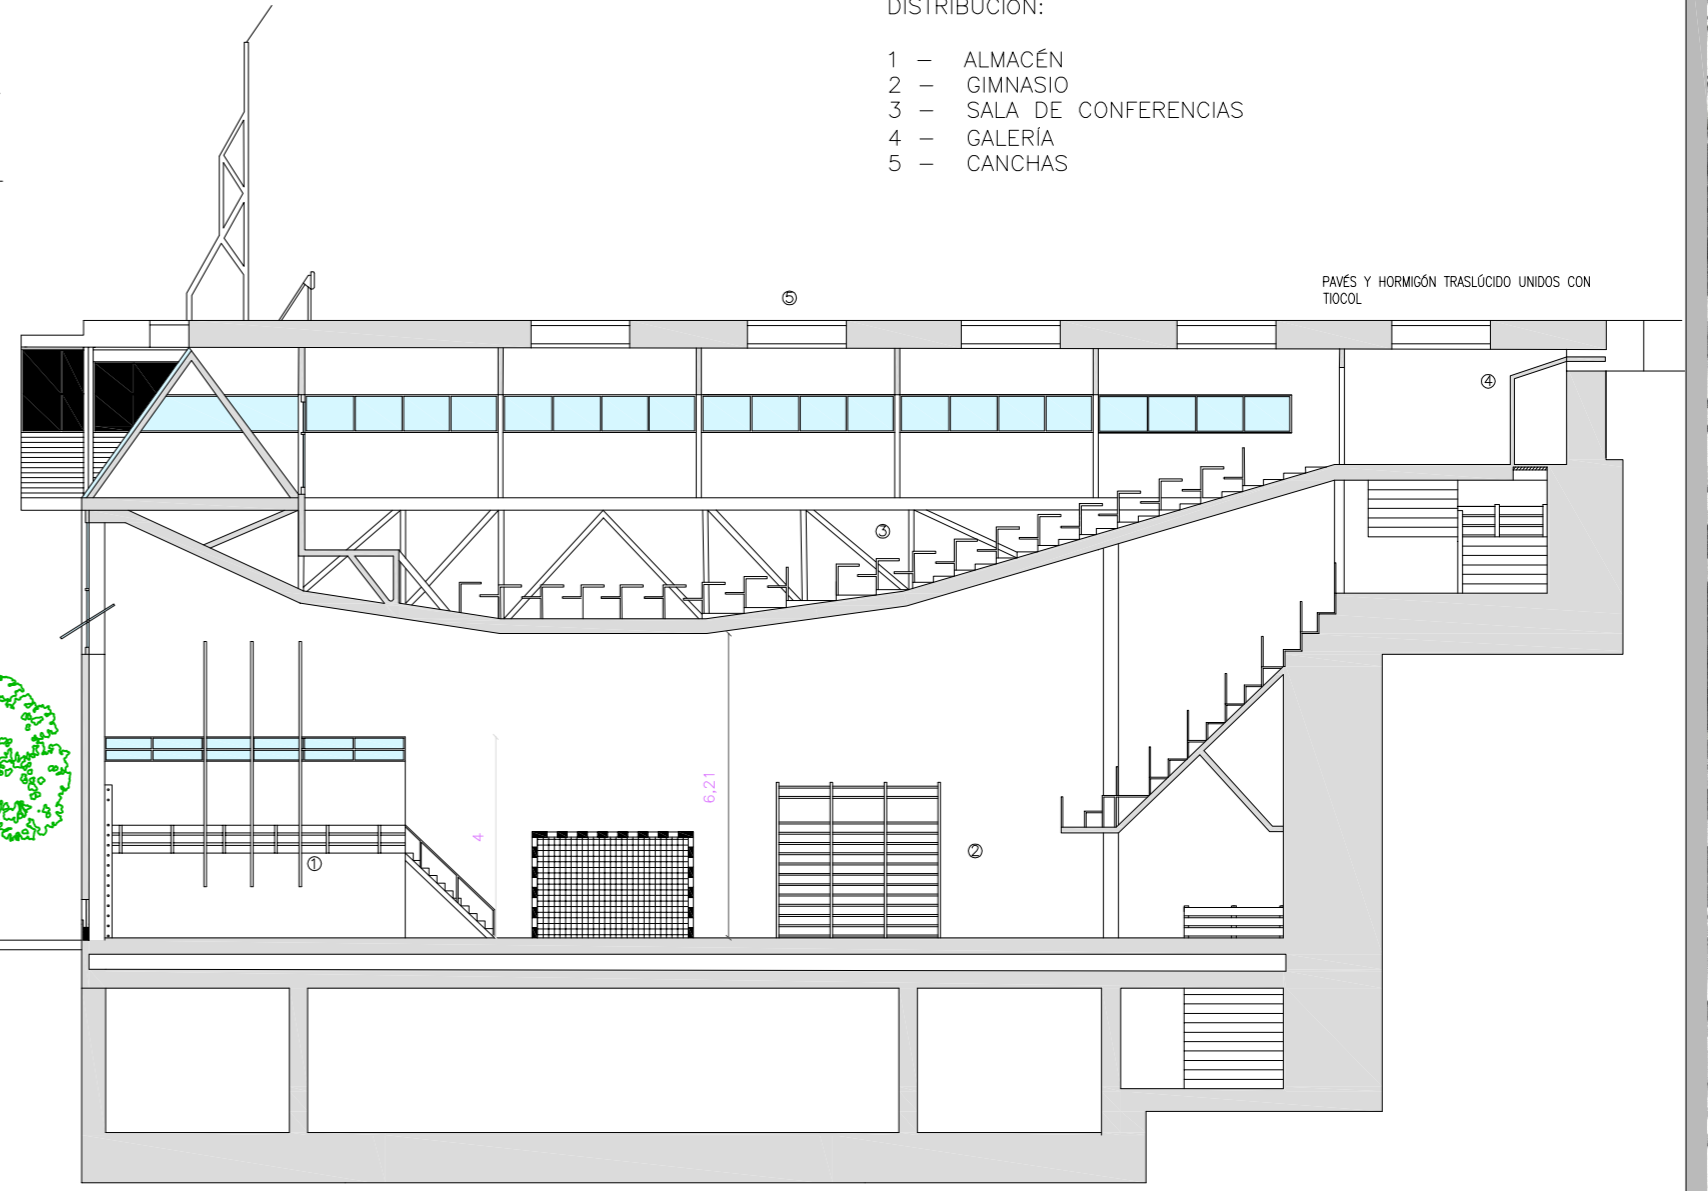 DISTRIBUCIÓN:
1 – ALMACÉN
2 – GIMNASIO
3 – SALA DE CONFERENCIAS
4 – GALERÍA
5 – CANCHAS
PAVÉS Y HORMIGÓN TRASLÚCIDO UNIDOS CON
TIOCOL
5
4
3
6,21
4
1
2